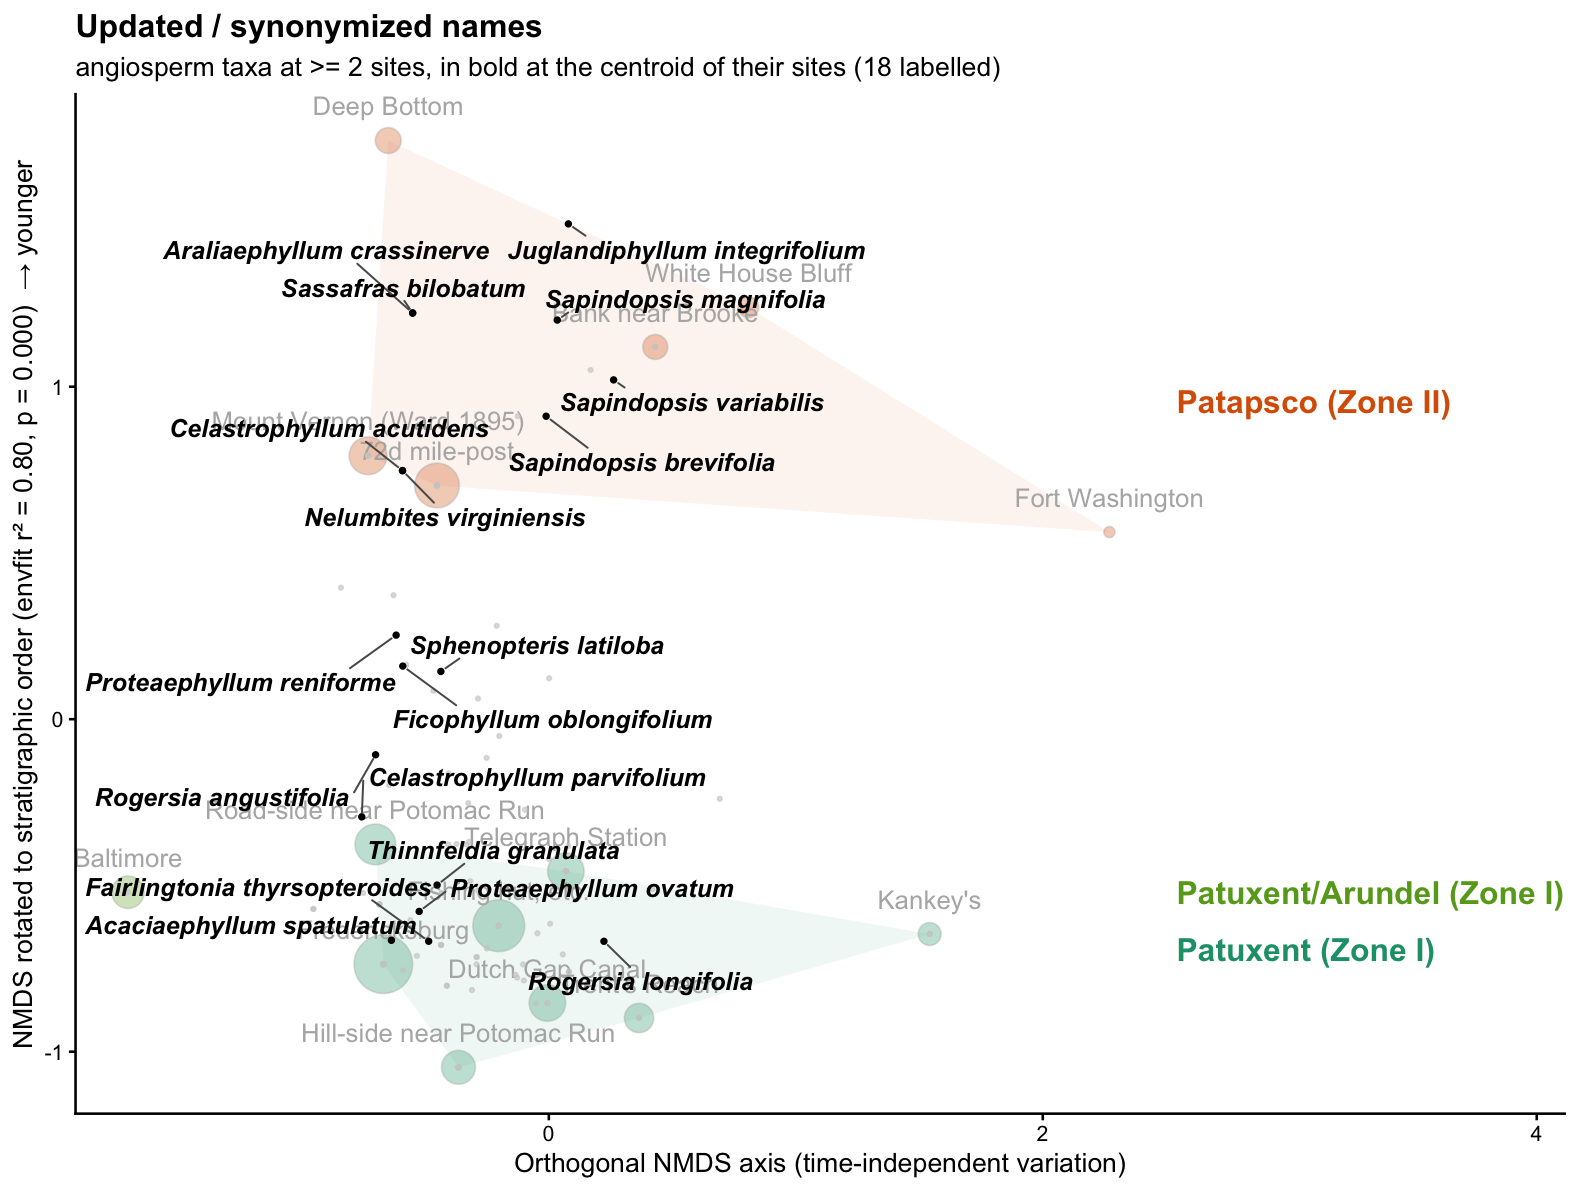 Updated / synonymized names
angiosperm taxa at >= 2 sites, in bold at the centroid of their sites (18 labelled)
Deep Bottom
Araliaephyllum crassinerve
Juglandiphyllum integrifolium
White House Bluff
Sassafras bilobatum
Sapindopsis magnifolia
Bank near Brooke
1
Sapindopsis variabilis
Patapsco (Zone II)
Mount Vernon (Ward 1895)
Celastrophyllum acutidens
72d mile-post
Sapindopsis brevifolia
Fort Washington
Nelumbites virginiensis
Sphenopteris latiloba
Proteaephyllum reniforme
0
Ficophyllum oblongifolium
Celastrophyllum parvifolium
Rogersia angustifolia
Road-side near Potomac Run
Telegraph Station
Thinnfeldia granulata
Baltimore
Fairlingtonia thyrsopteroides
Proteaephyllum ovatum
Patuxent/Arundel (Zone I)
Kankey's
Acaciaephyllum spatulatum
Patuxent (Zone I)
Dutch Gap Canal
Rogersia longifolia
Hill-side near Potomac Run
-1
0
2
4
Orthogonal NMDS axis (time-independent variation)
NMDS rotated to stratigraphic order (envfit r² = 0.80, p = 0.000) → younger